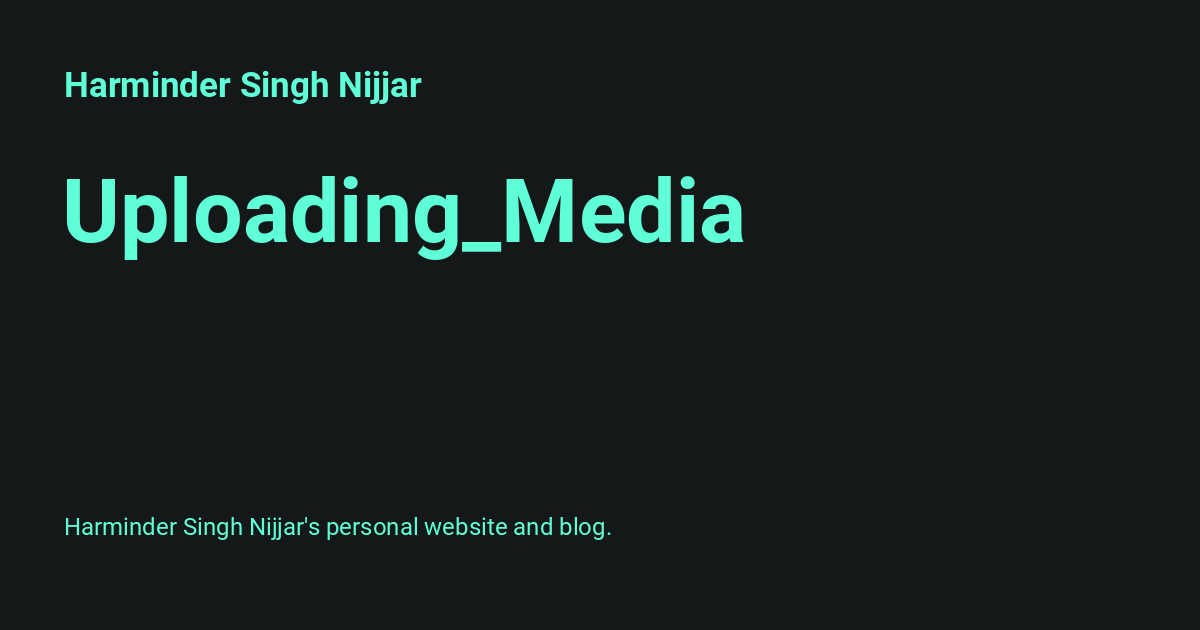 Harminder Singh Nijjar
Uploading_Media
Harminder Singh Nijjar's personal website and blog.